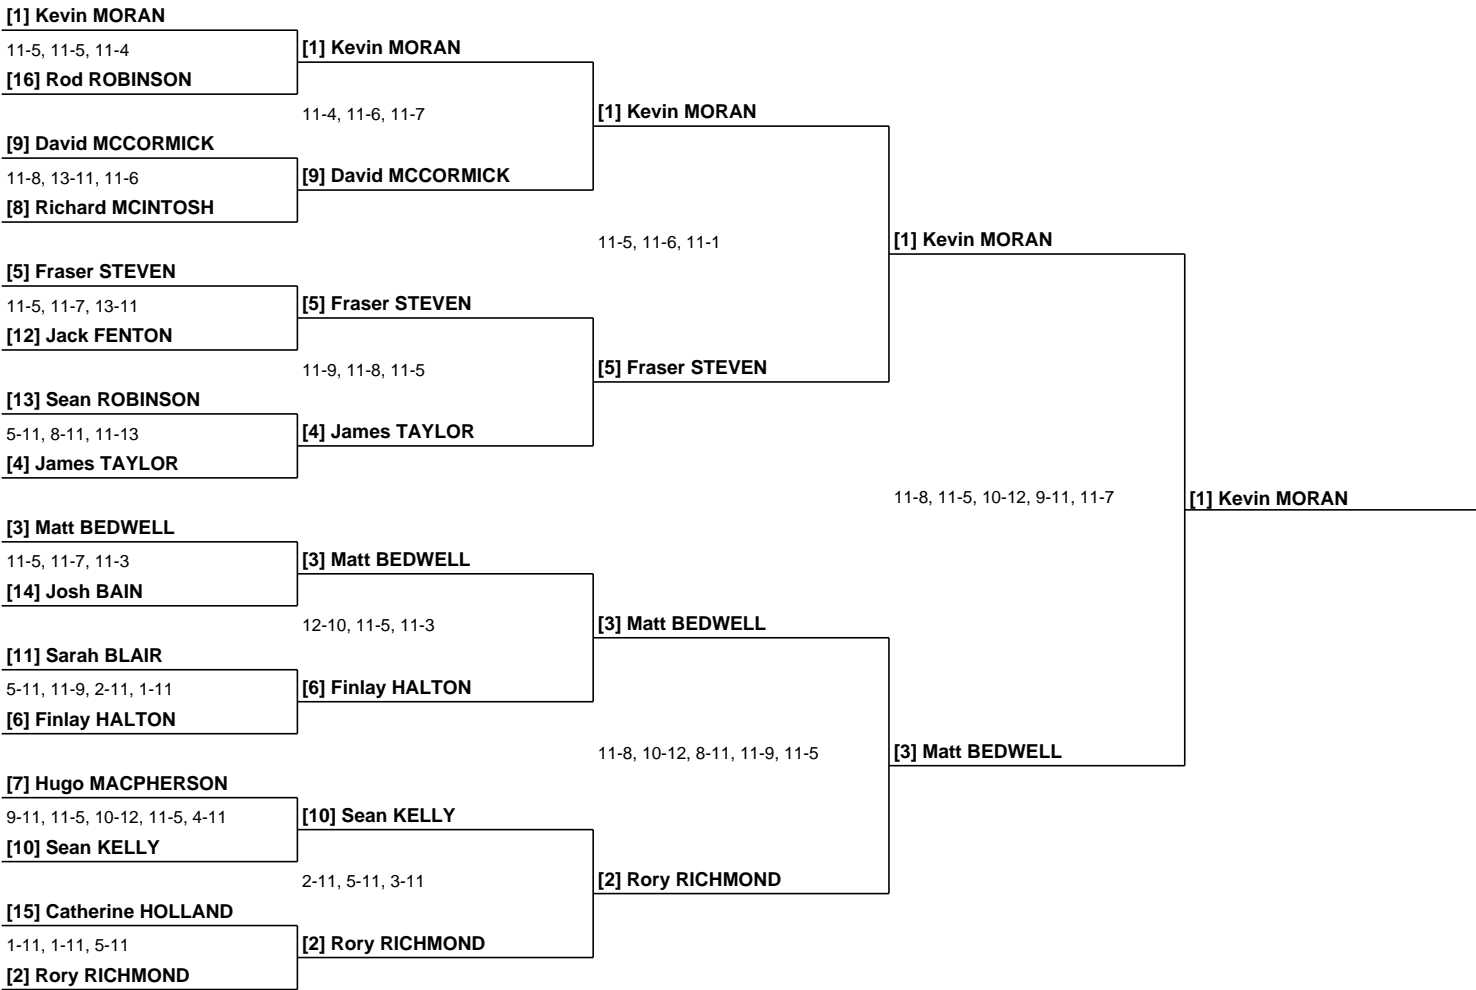 [1] Kevin MORAN
11-5, 11-5, 11-4
[16] Rod ROBINSON
[9] David MCCORMICK
11-8, 13-11, 11-6
[8] Richard MCINTOSH
[5] Fraser STEVEN
11-5, 11-7, 13-11
[12] Jack FENTON
[13] Sean ROBINSON
5-11, 8-11, 11-13
[4] James TAYLOR
[3] Matt BEDWELL
11-5, 11-7, 11-3
[14] Josh BAIN
[11] Sarah BLAIR
5-11, 11-9, 2-11, 1-11
[6] Finlay HALTON
[7] Hugo MACPHERSON
9-11, 11-5, 10-12, 11-5, 4-11
[10] Sean KELLY
[15] Catherine HOLLAND
1-11, 1-11, 5-11
[2] Rory RICHMOND
[1] Kevin MORAN
11-4, 11-6, 11-7
[9] David MCCORMICK
[5] Fraser STEVEN
11-9, 11-8, 11-5
[4] James TAYLOR
[3] Matt BEDWELL
12-10, 11-5, 11-3
[6] Finlay HALTON
[10] Sean KELLY
2-11, 5-11, 3-11
[2] Rory RICHMOND
[1] Kevin MORAN
11-5, 11-6, 11-1
[5] Fraser STEVEN
[3] Matt BEDWELL
11-8, 10-12, 8-11, 11-9, 11-5
[2] Rory RICHMOND
[1] Kevin MORAN
11-8, 11-5, 10-12, 9-11, 11-7
[3] Matt BEDWELL
[1] Kevin MORAN